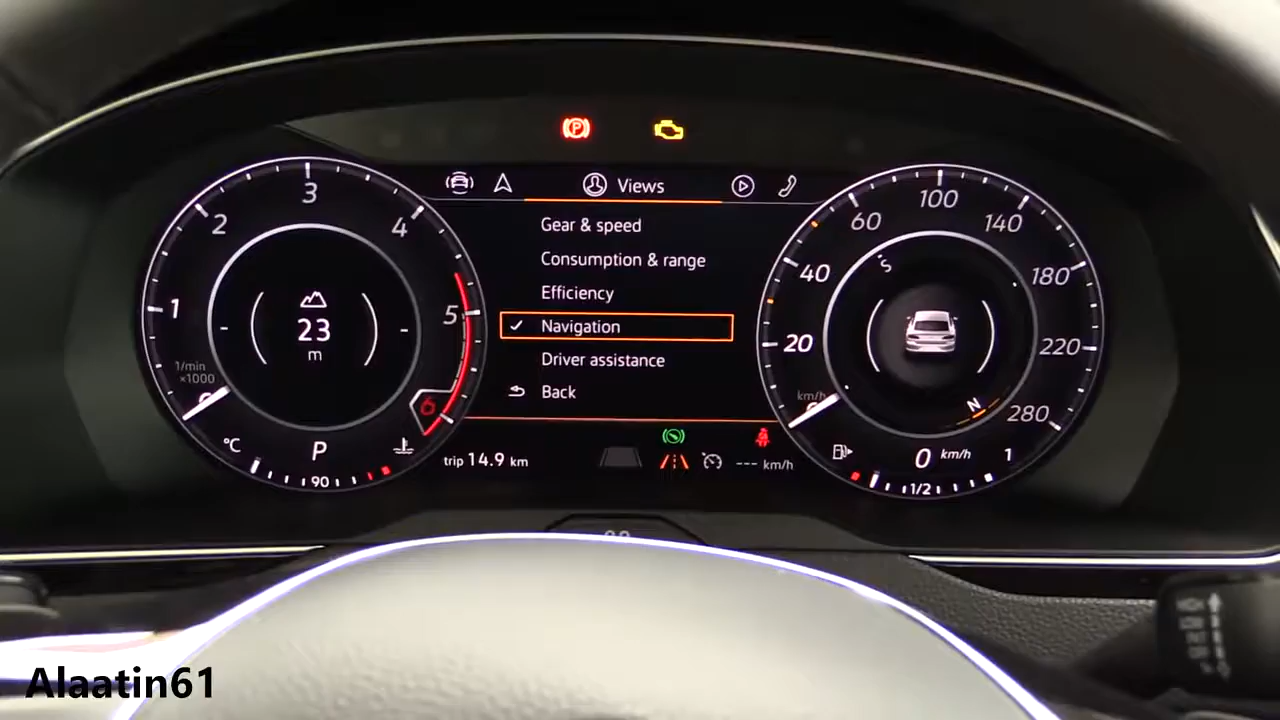 Views
Gear & speed
Consumption & range
Efficiency
Navigation
Driver assistance
Back
trip 14.9 km
--- km/h
1
2
3
4
5
6
1/min
x1000
23
m
°C
P
90
20
40
60
100
140
180
220
280
km/h
S
N
0 km/h
1/2
1
Alaatin61